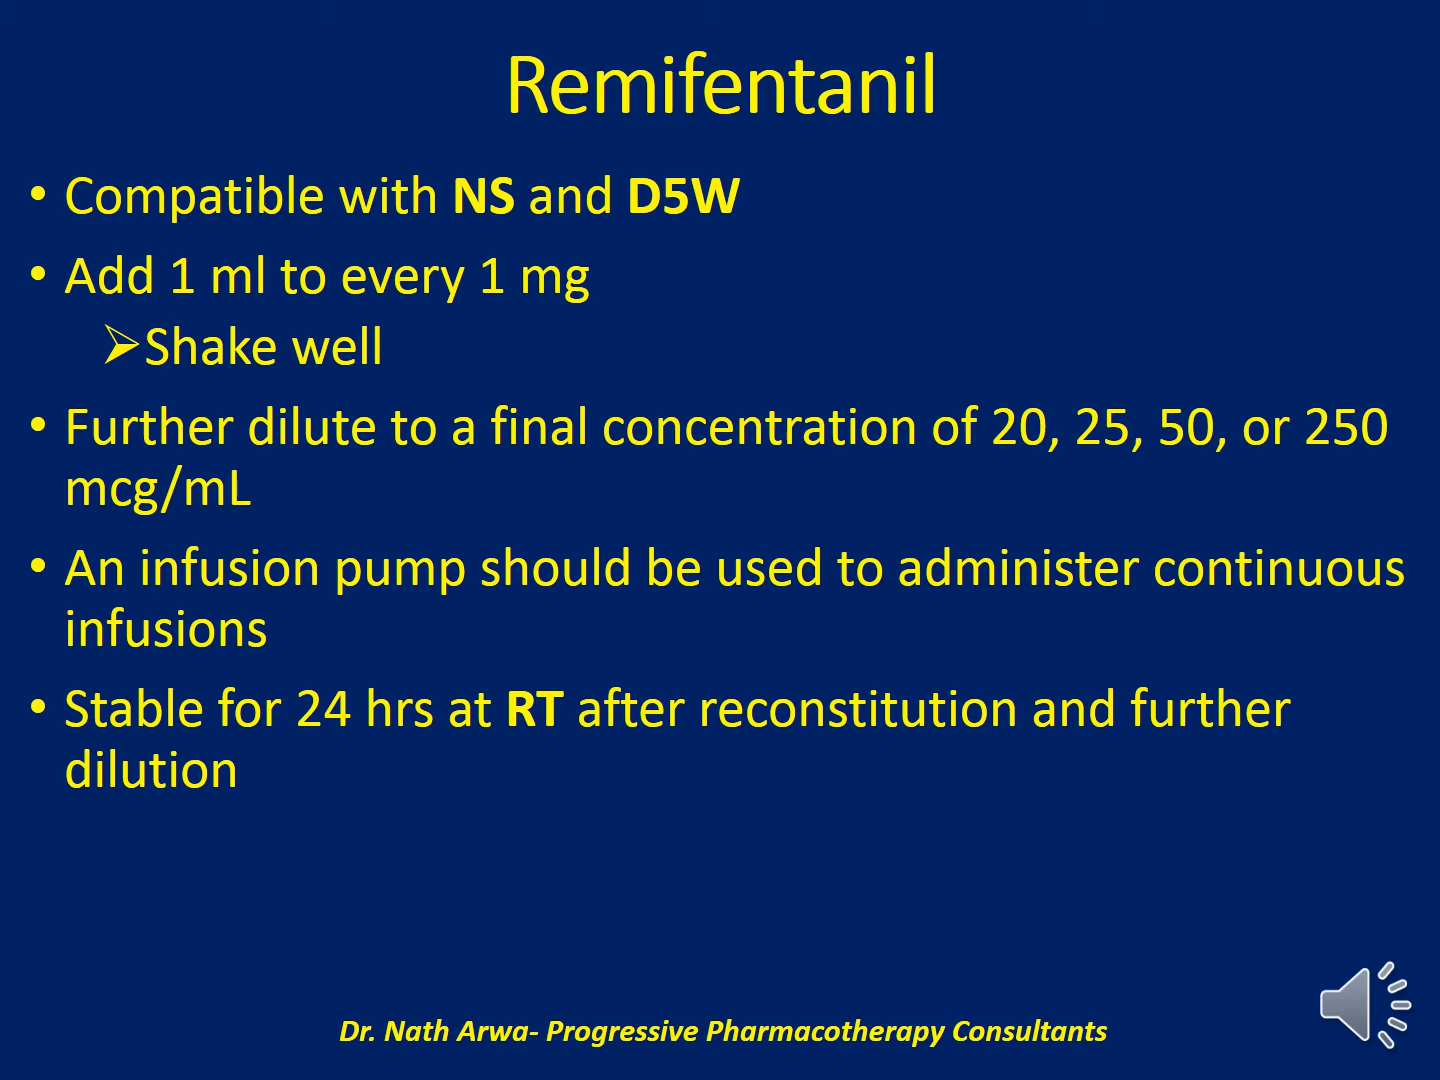 Remifentanil
• Compatible with NS and D5W
• Add 1 ml to every 1 mg
➢Shake well
• Further dilute to a final concentration of 20, 25, 50, or 250
mcg/mL
• An infusion pump should be used to administer continuous
infusions
• Stable for 24 hrs at RT after reconstitution and further
dilution
Dr. Nath Arwa- Progressive Pharmacotherapy Consultants